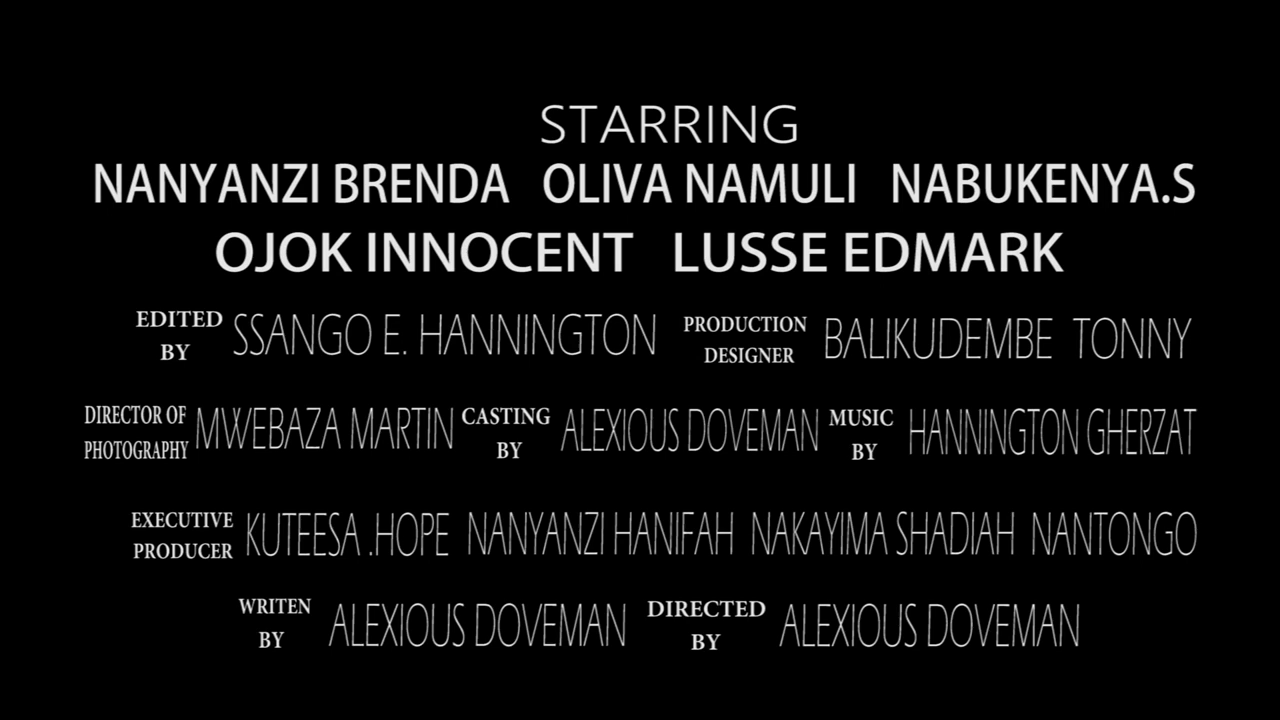 STARRING
NANYANZI BRENDA OLIVA NAMULI NABUKENYA.S
OJOK INNOCENT LUSSE EDMARK
EDITED BY SSANGO E. HANNINGTON PRODUCTION DESIGNER BALIKUDEMBE TONNY
DIRECTOR OF PHOTOGRAPHY MWEBAZA MARTIN CASTING BY ALEXIOUS DOVEMAN MUSIC BY HANNINGTON GHERZAT
EXECUTIVE PRODUCER KUTEESA .HOPE NANYANZI HANIFAH NAKAYIMA SHADIAH NANTONGO
WRITEN BY ALEXIOUS DOVEMAN DIRECTED BY ALEXIOUS DOVEMAN